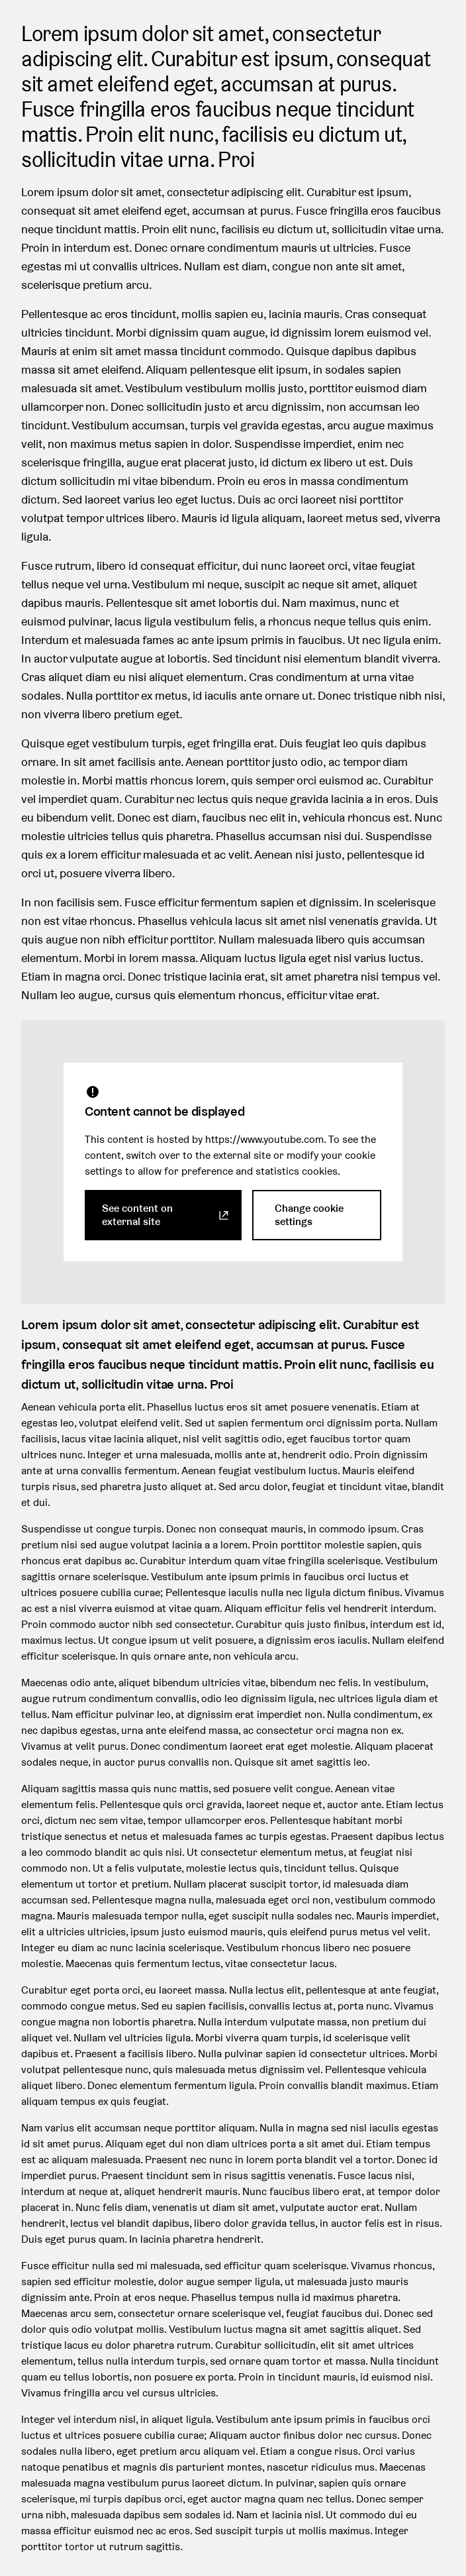 Lorem ipsum dolor sit amet, consectetur
adipiscing elit. Curabitur est ipsum, consequat
sit amet eleifend eget, accumsan at purus.
Fusce fringilla eros faucibus neque tincidunt
mattis. Proin elit nunc, facilisis eu dictum ut,
sollicitudin vitae urna. Proi
Lorem ipsum dolor sit amet, consectetur adipiscing elit. Curabitur est ipsum,
consequat sit amet eleifend eget, accumsan at purus. Fusce fringilla eros faucibus
neque tincidunt mattis. Proin elit nunc, facilisis eu dictum ut, sollicitudin vitae urna.
Proin in interdum est. Donec ornare condimentum mauris ut ultricies. Fusce
egestas mi ut convallis ultrices. Nullam est diam, congue non ante sit amet,
scelerisque pretium arcu.
Pellentesque ac eros tincidunt, mollis sapien eu, lacinia mauris. Cras consequat
ultricies tincidunt. Morbi dignissim quam augue, id dignissim lorem euismod vel.
Mauris at enim sit amet massa tincidunt commodo. Quisque dapibus dapibus
massa sit amet eleifend. Aliquam pellentesque elit ipsum, in sodales sapien
malesuada sit amet. Vestibulum vestibulum mollis justo, porttitor euismod diam
ullamcorper non. Donec sollicitudin justo et arcu dignissim, non accumsan leo
tincidunt. Vestibulum accumsan, turpis vel gravida egestas, arcu augue maximus
velit, non maximus metus sapien in dolor. Suspendisse imperdiet, enim nec
scelerisque fringilla, augue erat placerat justo, id dictum ex libero ut est. Duis
dictum sollicitudin mi vitae bibendum. Proin eu eros in massa condimentum
dictum. Sed laoreet varius leo eget luctus. Duis ac orci laoreet nisi porttitor
volutpat tempor ultrices libero. Mauris id ligula aliquam, laoreet metus sed, viverra
ligula.
Fusce rutrum, libero id consequat efficitur, dui nunc laoreet orci, vitae feugiat
tellus neque vel urna. Vestibulum mi neque, suscipit ac neque sit amet, aliquet
dapibus mauris. Pellentesque sit amet lobortis dui. Nam maximus, nunc et
euismod pulvinar, lacus ligula vestibulum felis, a rhoncus neque tellus quis enim.
Interdum et malesuada fames ac ante ipsum primis in faucibus. Ut nec ligula enim.
In auctor vulputate augue at lobortis. Sed tincidunt nisi elementum blandit viverra.
Cras aliquet diam eu nisi aliquet elementum. Cras condimentum at urna vitae
sodales. Nulla porttitor ex metus, id iaculis ante ornare ut. Donec tristique nibh nisi,
non viverra libero pretium eget.
Quisque eget vestibulum turpis, eget fringilla erat. Duis feugiat leo quis dapibus
ornare. In sit amet facilisis ante. Aenean porttitor justo odio, ac tempor diam
molestie in. Morbi mattis rhoncus lorem, quis semper orci euismod ac. Curabitur
vel imperdiet quam. Curabitur nec lectus quis neque gravida lacinia a in eros. Duis
eu bibendum velit. Donec est diam, faucibus nec elit in, vehicula rhoncus est. Nunc
molestie ultricies tellus quis pharetra. Phasellus accumsan nisi dui. Suspendisse
quis ex a lorem efficitur malesuada et ac velit. Aenean nisi justo, pellentesque id
orci ut, posuere viverra libero.
In non facilisis sem. Fusce efficitur fermentum sapien et dignissim. In scelerisque
non est vitae rhoncus. Phasellus vehicula lacus sit amet nisl venenatis gravida. Ut
quis augue non nibh efficitur porttitor. Nullam malesuada libero quis accumsan
elementum. Morbi in lorem massa. Aliquam luctus ligula eget nisl varius luctus.
Etiam in magna orci. Donec tristique lacinia erat, sit amet pharetra nisi tempus vel.
Nullam leo augue, cursus quis elementum rhoncus, efficitur vitae erat.
Content cannot be displayed
This content is hosted by https://www.youtube.com. To see the
content, switch over to the external site or modify your cookie
settings to allow for preference and statistics cookies.
See content on
external site
Change cookie
settings
Lorem ipsum dolor sit amet, consectetur adipiscing elit. Curabitur est
ipsum, consequat sit amet eleifend eget, accumsan at purus. Fusce
fringilla eros faucibus neque tincidunt mattis. Proin elit nunc, facilisis eu
dictum ut, sollicitudin vitae urna. Proi
Aenean vehicula porta elit. Phasellus luctus eros sit amet posuere venenatis. Etiam at
egestas leo, volutpat eleifend velit. Sed ut sapien fermentum orci dignissim porta. Nullam
facilisis, lacus vitae lacinia aliquet, nisl velit sagittis odio, eget faucibus tortor quam
ultrices nunc. Integer et urna malesuada, mollis ante at, hendrerit odio. Proin dignissim
ante at urna convallis fermentum. Aenean feugiat vestibulum luctus. Mauris eleifend
turpis risus, sed pharetra justo aliquet at. Sed arcu dolor, feugiat et tincidunt vitae, blandit
et dui.
Suspendisse ut congue turpis. Donec non consequat mauris, in commodo ipsum. Cras
pretium nisi sed augue volutpat lacinia a a lorem. Proin porttitor molestie sapien, quis
rhoncus erat dapibus ac. Curabitur interdum quam vitae fringilla scelerisque. Vestibulum
sagittis ornare scelerisque. Vestibulum ante ipsum primis in faucibus orci luctus et
ultrices posuere cubilia curae; Pellentesque iaculis nulla nec ligula dictum finibus. Vivamus
ac est a nisl viverra euismod at vitae quam. Aliquam efficitur felis vel hendrerit interdum.
Proin commodo auctor nibh sed consectetur. Curabitur quis justo finibus, interdum est id,
maximus lectus. Ut congue ipsum ut velit posuere, a dignissim eros iaculis. Nullam eleifend
efficitur scelerisque. In quis ornare ante, non vehicula arcu.
Maecenas odio ante, aliquet bibendum ultricies vitae, bibendum nec felis. In vestibulum,
augue rutrum condimentum convallis, odio leo dignissim ligula, nec ultrices ligula diam et
tellus. Nam efficitur pulvinar leo, at dignissim erat imperdiet non. Nulla condimentum, ex
nec dapibus egestas, urna ante eleifend massa, ac consectetur orci magna non ex.
Vivamus at velit purus. Donec condimentum laoreet erat eget molestie. Aliquam placerat
sodales neque, in auctor purus convallis non. Quisque sit amet sagittis leo.
Aliquam sagittis massa quis nunc mattis, sed posuere velit congue. Aenean vitae
elementum felis. Pellentesque quis orci gravida, laoreet neque et, auctor ante. Etiam lectus
orci, dictum nec sem vitae, tempor ullamcorper eros. Pellentesque habitant morbi
tristique senectus et netus et malesuada fames ac turpis egestas. Praesent dapibus lectus
a leo commodo blandit ac quis nisi. Ut consectetur elementum metus, at feugiat nisi
commodo non. Ut a felis vulputate, molestie lectus quis, tincidunt tellus. Quisque
elementum ut tortor et pretium. Nullam placerat suscipit tortor, id malesuada diam
accumsan sed. Pellentesque magna nulla, malesuada eget orci non, vestibulum commodo
magna. Mauris malesuada tempor nulla, eget suscipit nulla sodales nec. Mauris imperdiet,
elit a ultricies ultricies, ipsum justo euismod mauris, quis eleifend purus metus vel velit.
Integer eu diam ac nunc lacinia scelerisque. Vestibulum rhoncus libero nec posuere
molestie. Maecenas quis fermentum lectus, vitae consectetur lacus.
Curabitur eget porta orci, eu laoreet massa. Nulla lectus elit, pellentesque at ante feugiat,
commodo congue metus. Sed eu sapien facilisis, convallis lectus at, porta nunc. Vivamus
congue magna non lobortis pharetra. Nulla interdum vulputate massa, non pretium dui
aliquet vel. Nullam vel ultricies ligula. Morbi viverra quam turpis, id scelerisque velit
dapibus et. Praesent a facilisis libero. Nulla pulvinar sapien id consectetur ultrices. Morbi
volutpat pellentesque nunc, quis malesuada metus dignissim vel. Pellentesque vehicula
aliquet libero. Donec elementum fermentum ligula. Proin convallis blandit maximus. Etiam
aliquam tempus ex quis feugiat.
Nam varius elit accumsan neque porttitor aliquam. Nulla in magna sed nisl iaculis egestas
id sit amet purus. Aliquam eget dui non diam ultrices porta a sit amet dui. Etiam tempus
est ac aliquam malesuada. Praesent nec nunc in lorem porta blandit vel a tortor. Donec id
imperdiet purus. Praesent tincidunt sem in risus sagittis venenatis. Fusce lacus nisi,
interdum at neque at, aliquet hendrerit mauris. Nunc faucibus libero erat, at tempor dolor
placerat in. Nunc felis diam, venenatis ut diam sit amet, vulputate auctor erat. Nullam
hendrerit, lectus vel blandit dapibus, libero dolor gravida tellus, in auctor felis est in risus.
Duis eget purus quam. In lacinia pharetra hendrerit.
Fusce efficitur nulla sed mi malesuada, sed efficitur quam scelerisque. Vivamus rhoncus,
sapien sed efficitur molestie, dolor augue semper ligula, ut malesuada justo mauris
dignissim ante. Proin at eros neque. Phasellus tempus nulla id maximus pharetra.
Maecenas arcu sem, consectetur ornare scelerisque vel, feugiat faucibus dui. Donec sed
dolor quis odio volutpat mollis. Vestibulum luctus magna sit amet sagittis aliquet. Sed
tristique lacus eu dolor pharetra rutrum. Curabitur sollicitudin, elit sit amet ultrices
elementum, tellus nulla interdum turpis, sed ornare quam tortor et massa. Nulla tincidunt
quam eu tellus lobortis, non posuere ex porta. Proin in tincidunt mauris, id euismod nisi.
Vivamus fringilla arcu vel cursus ultricies.
Integer vel interdum nisl, in aliquet ligula. Vestibulum ante ipsum primis in faucibus orci
luctus et ultrices posuere cubilia curae; Aliquam auctor finibus dolor nec cursus. Donec
sodales nulla libero, eget pretium arcu aliquam vel. Etiam a congue risus. Orci varius
natoque penatibus et magnis dis parturient montes, nascetur ridiculus mus. Maecenas
malesuada magna vestibulum purus laoreet dictum. In pulvinar, sapien quis ornare
scelerisque, mi turpis dapibus orci, eget auctor magna quam nec tellus. Donec semper
urna nibh, malesuada dapibus sem sodales id. Nam et lacinia nisl. Ut commodo dui eu
massa efficitur euismod nec ac eros. Sed suscipit turpis ut mollis maximus. Integer
porttitor tortor ut rutrum sagittis.